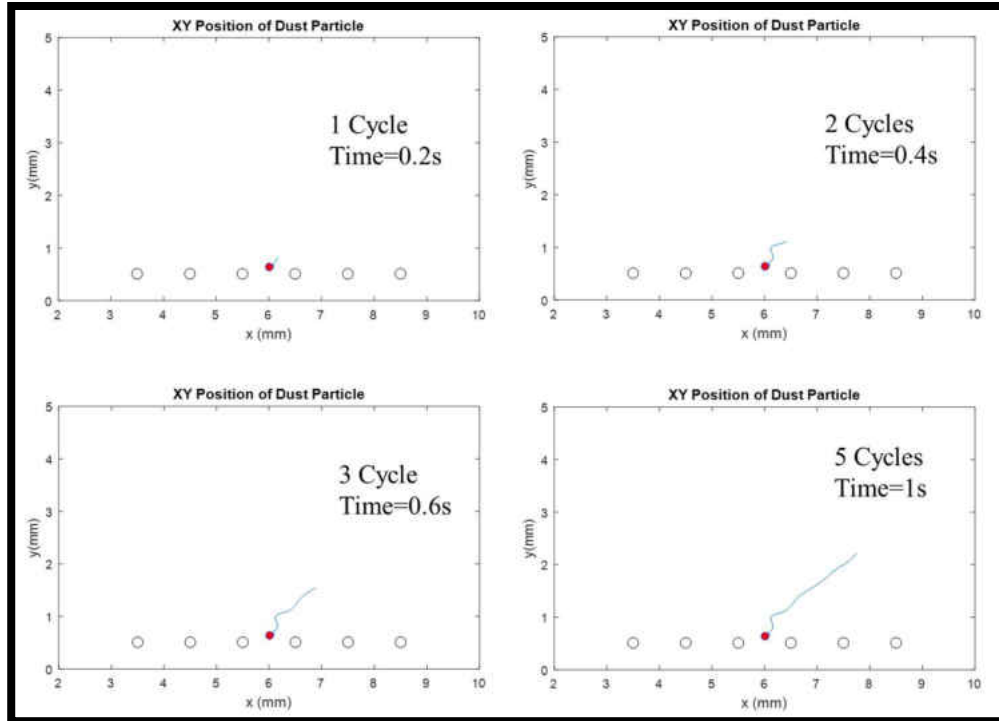 XY Position of Dust Particle
5
4
3
2
1
0
y(mm)
1 Cycle
Time=0.2s
2 3 4 5 6 7 8 9 10
x (mm)
XY Position of Dust Particle
5
4
3
2
1
0
y(mm)
2 Cycles
Time=0.4s
2 3 4 5 6 7 8 9 10
x (mm)
XY Position of Dust Particle
5
4
3
2
1
0
y(mm)
3 Cycle
Time=0.6s
2 3 4 5 6 7 8 9 10
x (mm)
XY Position of Dust Particle
5
4
3
2
1
0
y(mm)
5 Cycles
Time=1s
2 3 4 5 6 7 8 9 10
x (mm)